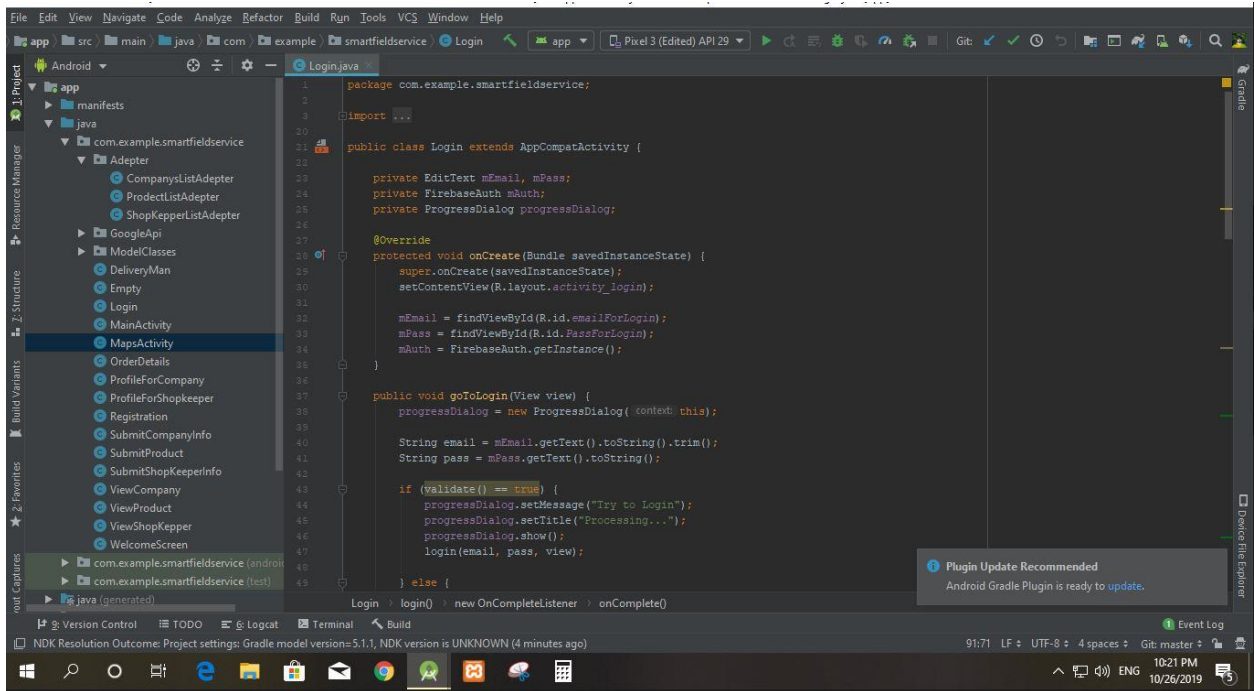 File Edit View Navigate Code Analyze Refactor Build Run Tools VCS Window Help
app src main java com example smartfieldservice Login app Pixel 3 (Edited) API 29 Git:
Android
Login.java
1: Project
Resource Manager
7: Structure
Build Variants
2: Favorites
yout Captures
app
manifests
java
com.example.smartfieldservice
Adepter
CompanysListAdepter
ProdectListAdepter
ShopKepperListAdepter
GoogleApi
ModelClasses
DeliveryMan
Empty
Login
MainActivity
MapsActivity
OrderDetails
ProfileForCompany
ProfileForShopkeeper
Registration
SubmitCompanyInfo
SubmitProduct
SubmitShopKeeperInfo
ViewCompany
ViewProduct
ViewShopKepper
WelcomeScreen
com.example.smartfieldservice (androi
com.example.smartfieldservice (test)
java (generated)
1 package com.example.smartfieldservice;
2
3 import ...
20
21 public class Login extends AppCompatActivity {
22
23 private EditText mEmail, mPass;
24 private FirebaseAuth mAuth;
25 private ProgressDialog progressDialog;
26
27 @Override
28 protected void onCreate(Bundle savedInstanceState) {
29 super.onCreate(savedInstanceState);
30 setContentView(R.layout.activity_login);
31
32 mEmail = findViewById(R.id.emailForLogin);
33 mPass = findViewById(R.id.PassForLogin);
34 mAuth = FirebaseAuth.getInstance();
35 }
36
37 public void goToLogin(View view) {
38 progressDialog = new ProgressDialog( context: this);
39
40 String email = mEmail.getText().toString().trim();
41 String pass = mPass.getText().toString();
42
43 if (validate() == true) {
44 progressDialog.setMessage("Try to Login");
45 progressDialog.setTitle("Processing...");
46 progressDialog.show();
47 login(email, pass, view);
48
49 } else {
Login login() new OnCompleteListener onComplete()
Gradle
Device File Explorer
Plugin Update Recommended
Android Gradle Plugin is ready to update.
9: Version Control TODO 6: Logcat Terminal Build 1 Event Log
NDK Resolution Outcome: Project settings: Gradle model version=5.1.1, NDK version is UNKNOWN (4 minutes ago) 91:71 LF UTF-8 4 spaces Git: master
ENG
10:21 PM
10/26/2019
5